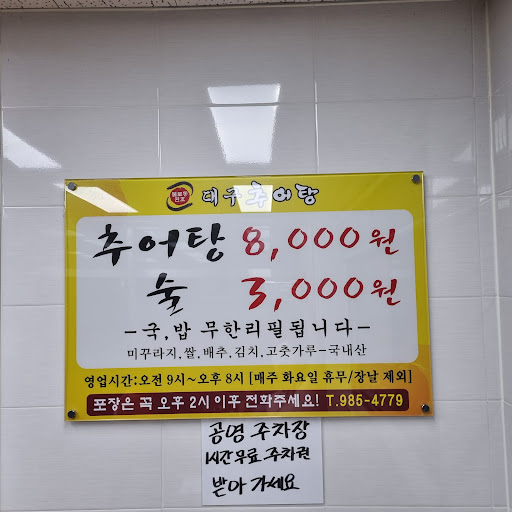 대구추어탕
추어탕 8,000원
술 3,000원
-국,밥 무한리필됩니다-
미꾸라지,쌀,배추,김치,고춧가루-국내산
영업시간:오전 9시~오후 8시 [매주 화요일 휴무/장날 제외]
포장은 꼭 오후 2시 이후 전화주세요! T.985-4779
공영 주차장
1시간무료 주차권
받아 가세요